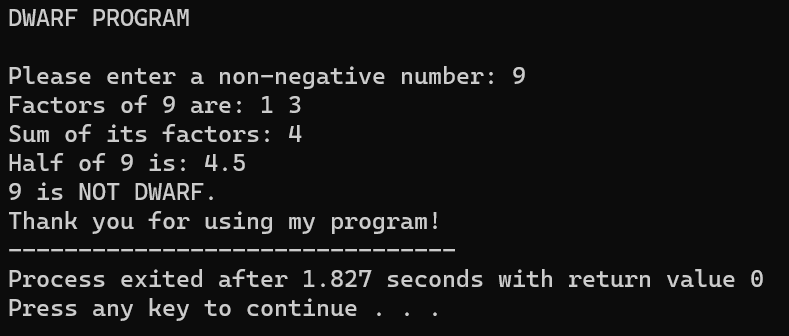 DWARF PROGRAM
Please enter a non-negative number: 9
Factors of 9 are: 1 3
Sum of its factors: 4
Half of 9 is: 4.5
9 is NOT DWARF.
Thank you for using my program!
--------------------------------
Process exited after 1.827 seconds with return value 0
Press any key to continue . . .